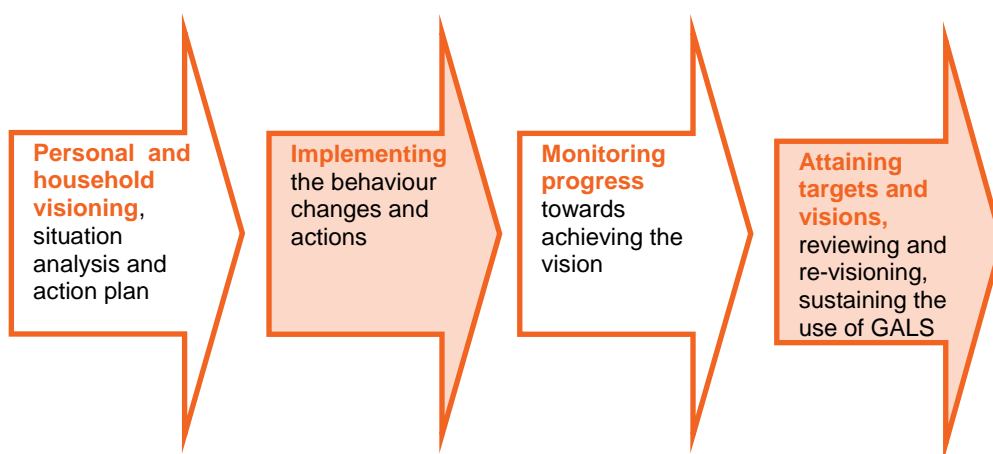 Personal and
household
visioning,
situation
analysis and
action plan
Implementing
the behaviour
changes and
actions
Monitoring
progress
towards
achieving the
vision
Attaining
targets and
visions,
reviewing and
re-visioning,
sustaining the
use of GALS